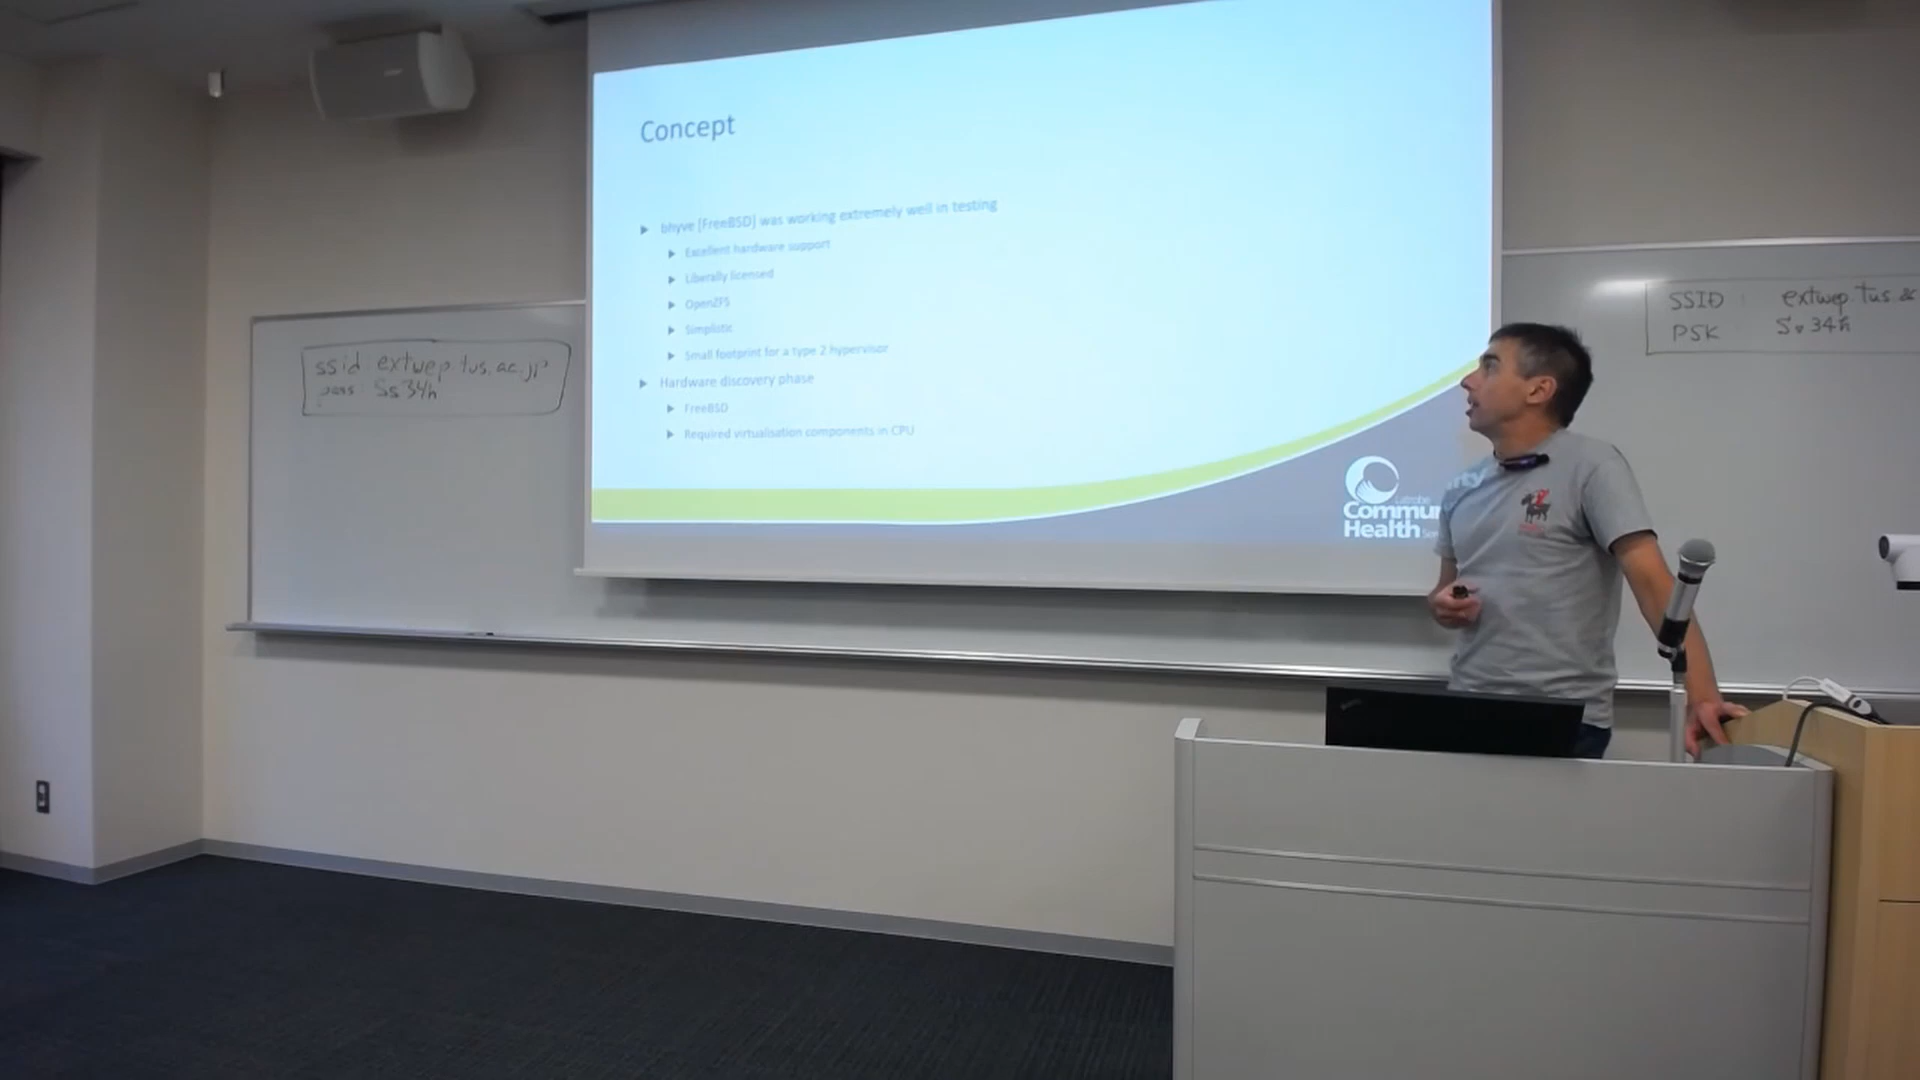 Concept
bhyve [FreeBSD] was working extremely well in testing
Excellent hardware support
Liberally licensed
OpenZFS
Simplistic
Small footprint for a type 2 hypervisor
Hardware discovery phase
FreeBSD
Required virtualisation components in CPU
Latrobe
Commun
Health
ssid extwep.tus.ac.jp
pass: Ss34h
SSID : extwep.tus.ac
PSK